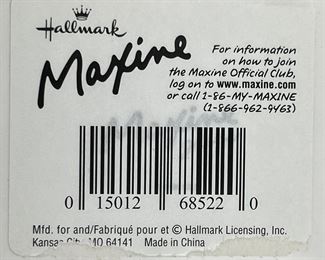 Hallmark
Maxine
For information
on how to join
the Maxine Official Club,
log on to www.maxine.com
or call 1-86-MY-MAXINE
(1-866-962-9463)
0 15012 68522 0
Mfd. for and/Fabriqué pour et © Hallmark Licensing, Inc.
Kansas City, MO 64141 Made in China